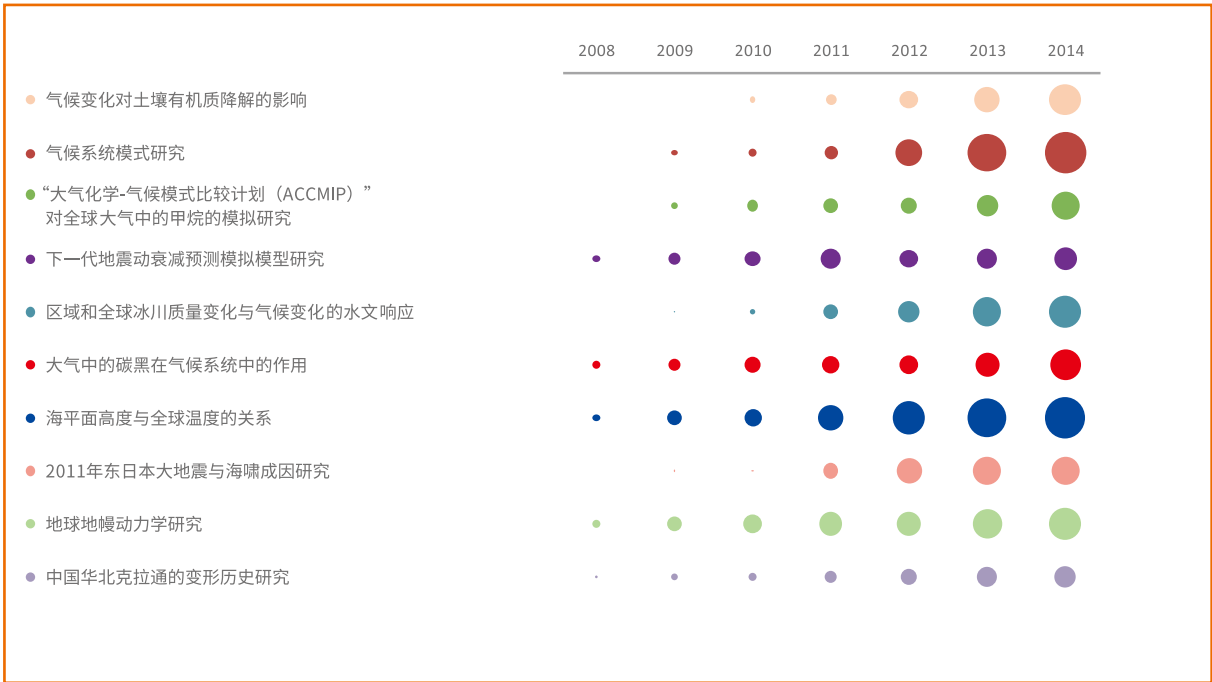 2008 2009 2010 2011 2012 2013 2014
气候变化对土壤有机质降解的影响
气候系统模式研究
“大气化学-气候模式比较计划（ACCMIP）”
对全球大气中的甲烷的模拟研究
下一代地震动衰减预测模拟模型研究
区域和全球冰川质量变化与气候变化的水文响应
大气中的碳黑在气候系统中的作用
海平面高度与全球温度的关系
2011年东日本大地震与海啸成因研究
地球地幔动力学研究
中国华北克拉通的变形历史研究